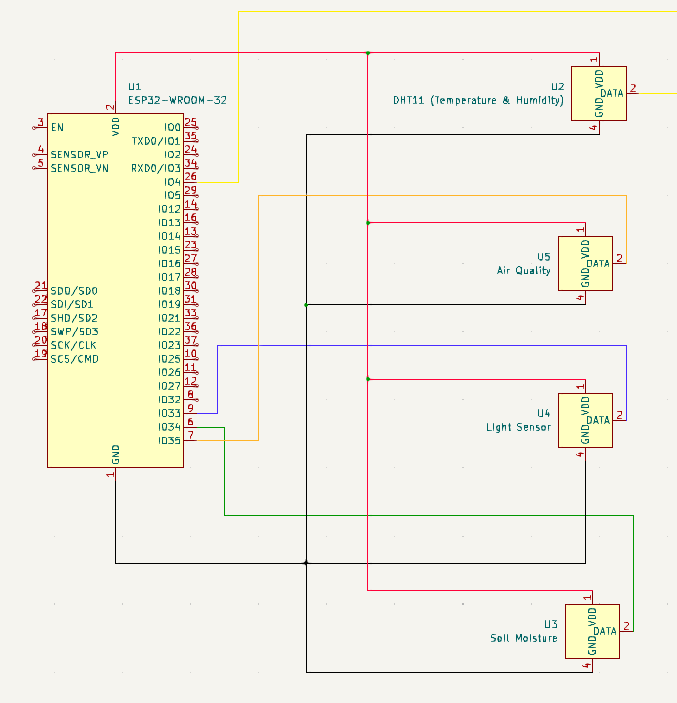 U1
ESP32-WROOM-32
2
VDD
3
EN
4
SENSOR_VP
5
SENSOR_VN
21
SDO/SD0
22
SDI/SD1
17
SHD/SD2
18
SWP/SD3
20
SCK/CLK
19
SCS/CMD
IO0
25
TXD0/IO1
35
IO2
24
RXD0/IO3
34
IO4
26
IO5
29
IO12
14
IO13
16
IO14
13
IO15
23
IO16
27
IO17
28
IO18
30
IO19
31
IO21
33
IO22
36
IO23
37
IO25
10
IO26
11
IO27
12
IO32
8
IO33
9
IO34
6
IO35
7
GND
1
U2
DHT11 (Temperature & Humidity)
1
VDD
DATA
2
GND
4
U5
Air Quality
1
VDD
DATA
2
GND
4
U4
Light Sensor
1
VDD
DATA
2
GND
4
U3
Soil Moisture
1
VDD
DATA
2
GND
4